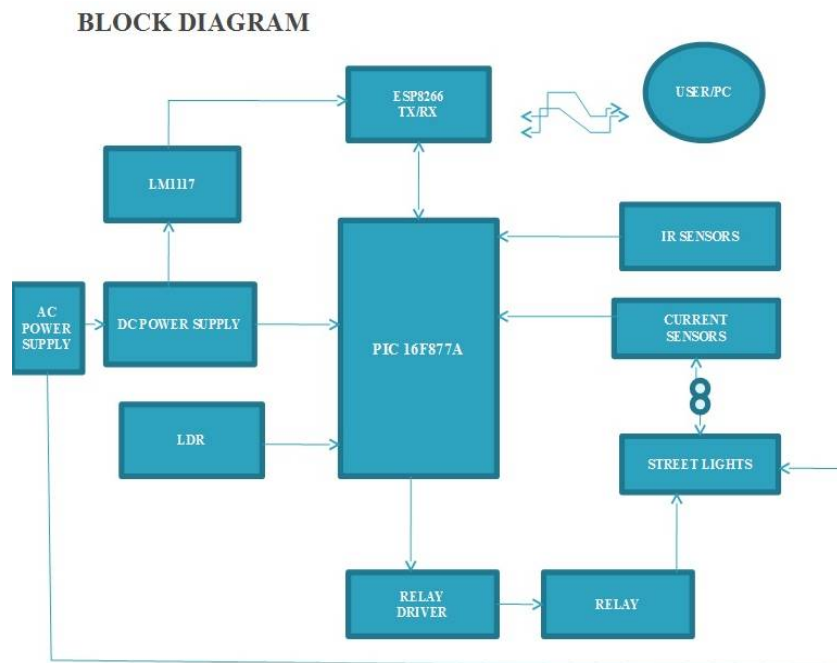 BLOCK DIAGRAM
ESP8266
TX/RX
USER/PC
LM1117
IR SENSORS
AC
POWER
SUPPLY
DC POWER SUPPLY
PIC 16F877A
CURRENT
SENSORS
LDR
STREET LIGHTS
RELAY
DRIVER
RELAY